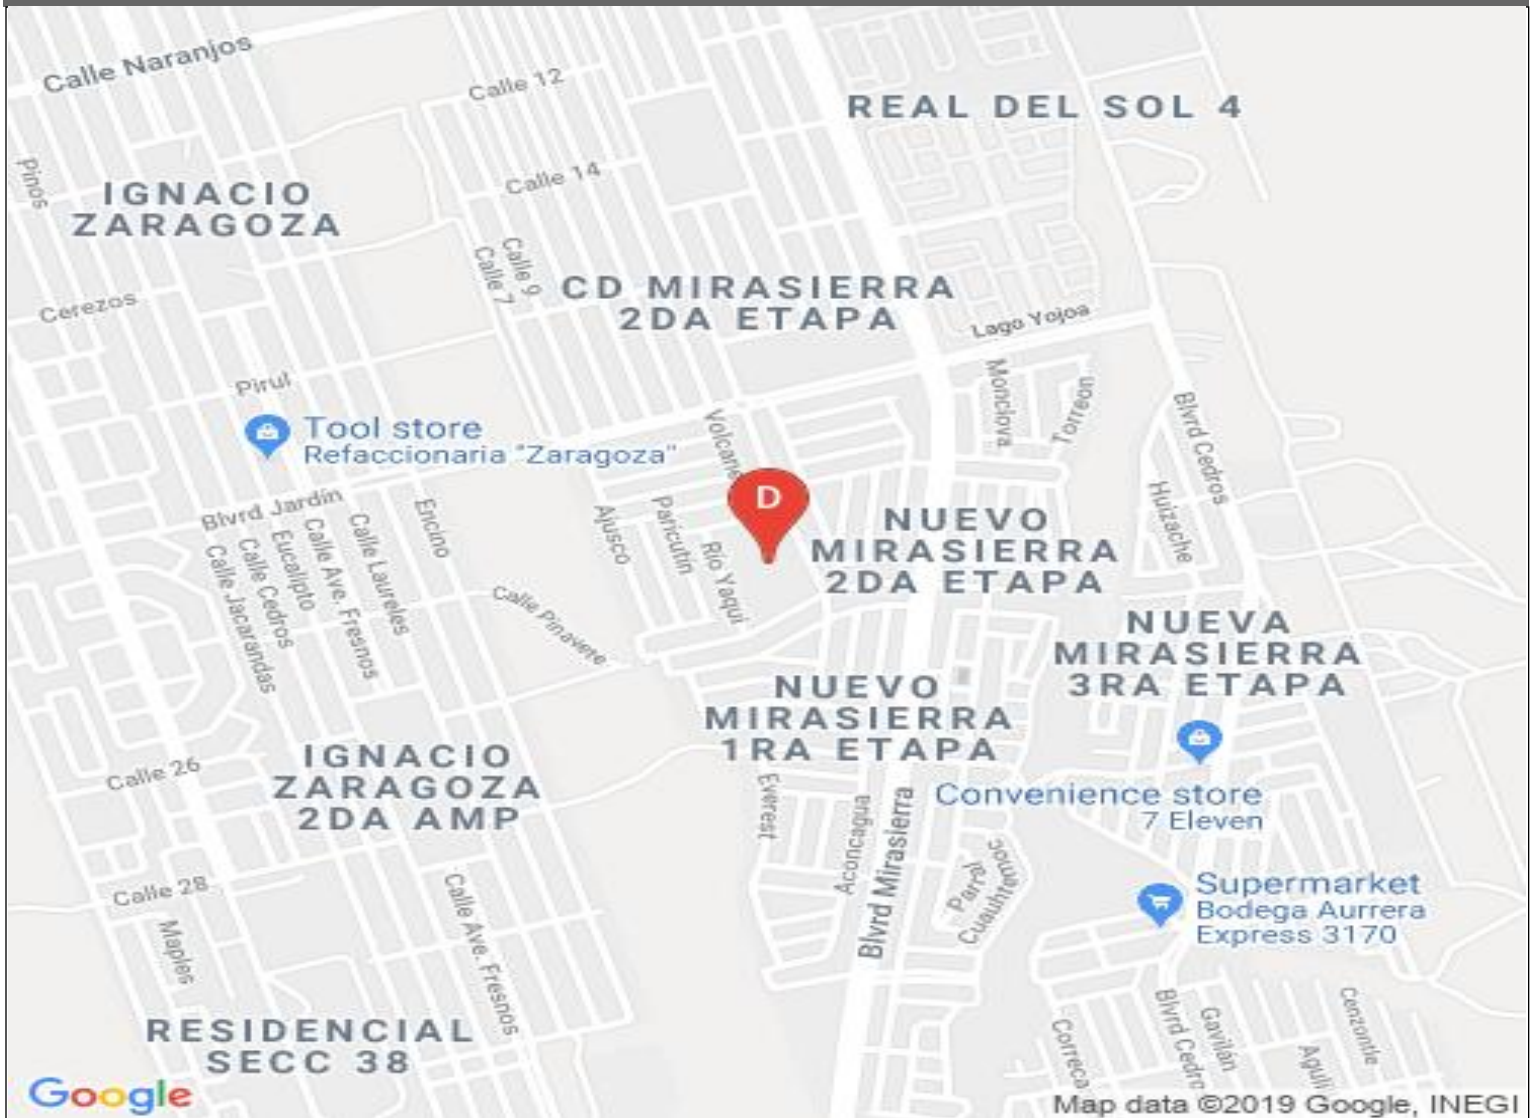 Calle Naranjos
Calle 12
REAL DEL SOL 4
Pinos
IGNACIO
ZARAGOZA
Calle 14
Calle 9
Calle 7
CD MIRASIERRA
2DA ETAPA
Cerezos
Lago Yojoa
Pirul
Monclova
Torreon
Blvrd Cedros
Tool store
Refaccionaria "Zaragoza"
Volcane
D
Blvrd Jardín
Encino
Ajusco
Paricutín
Río Yaqui
NUEVO
MIRASIERRA
2DA ETAPA
Huizache
Calle Laureles
Calle Ave. Fresnos
Eucalipto
Calle Cedros
Calle Jacarandas
Calle Pinavete
NUEVA
MIRASIERRA
3RA ETAPA
NUEVO
MIRASIERRA
1RA ETAPA
Calle 26
IGNACIO
ZARAGOZA
2DA AMP
Everest
Aconcagua
Blvrd Mirasierra
Convenience store
7 Eleven
Parral
Cuauhtemoc
Calle 28
Calle Ave. Fresnos
Maples
Supermarket
Bodega Aurrera
Express 3170
RESIDENCIAL
SECC 38
Correca
Blvrd Cedro
Gavilán
Aguil
Cenzontle
Google
Map data ©2019 Google, INEGI